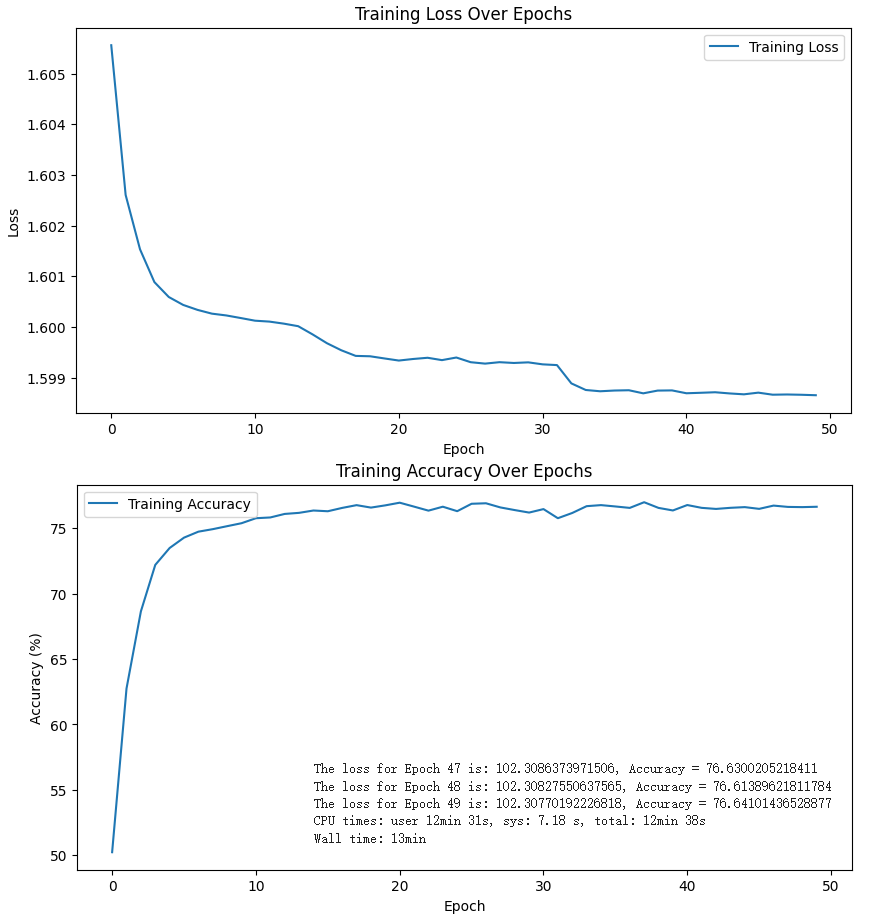 Training Loss Over Epochs
Training Loss
1.605
1.604
1.603
1.602
1.601
1.600
1.599
Loss
0 10 20 30 40 50
Epoch
Training Accuracy Over Epochs
Training Accuracy
75
70
65
60
55
50
Accuracy (%)
The loss for Epoch 47 is: 102.3086373971506, Accuracy = 76.6300205218411
The loss for Epoch 48 is: 102.30827550637565, Accuracy = 76.61389621811784
The loss for Epoch 49 is: 102.30770192226818, Accuracy = 76.64101436528877
CPU times: user 12min 31s, sys: 7.18 s, total: 12min 38s
Wall time: 13min
0 10 20 30 40 50
Epoch